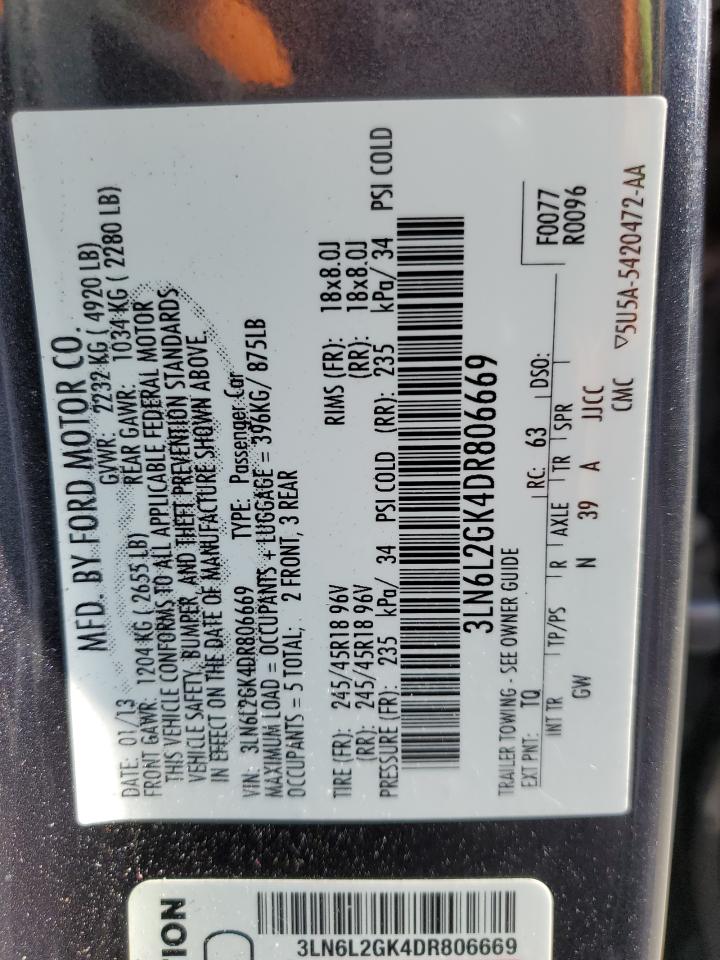 MFD. BY FORD MOTOR CO.
DATE: 01/13 GVWR: 2232 KG ( 4920 LB)
FRONT GAWR: 1204 KG ( 2655 LB) REAR GAWR: 1034 KG ( 2280 LB)
THIS VEHICLE CONFORMS TO ALL APPLICABLE FEDERAL MOTOR
VEHICLE SAFETY, BUMPER, AND THEFT PREVENTION STANDARDS
IN EFFECT ON THE DATE OF MANUFACTURE SHOWN ABOVE.
VIN: 3LN6L2GK4DR806669 TYPE: Passenger Car
MAXIMUM LOAD = OCCUPANTS + LUGGAGE = 396KG/ 875LB
OCCUPANTS = 5 TOTAL; 2 FRONT, 3 REAR
TIRE (FR): 245/45R18 96V RIMS (FR): 18x8.0J
(RR): 245/45R18 96V (RR): 18x8.0J
PRESSURE (FR): 235 kPa/ 34 PSI COLD (RR): 235 kPa/ 34 PSI COLD
3LN6L2GK4DR806669
TRAILER TOWING - SEE OWNER GUIDE
EXT PNT: TQ RC: 63 DSO: F0077
R0096
INT TR TP/PS R AXLE TR SPR
GW N 39 A JJCC
CMC ▽5U5A-5420472-AA
TION
3LN6L2GK4DR806669